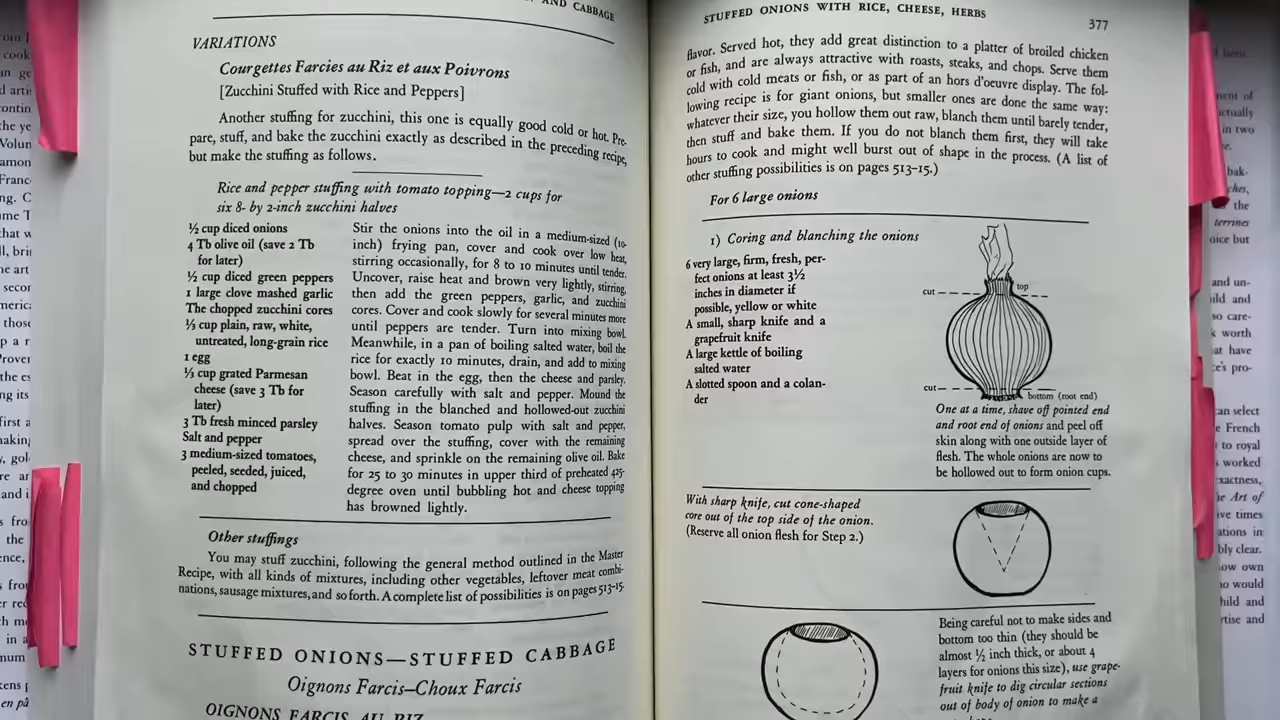 AND CABBAGE
VARIATIONS
Courgettes Farcies au Riz et aux Poivrons
[Zucchini Stuffed with Rice and Peppers]
Another stuffing for zucchini, this one is equally good cold or hot. Pre-
pare, stuff, and bake the zucchini exactly as described in the preceding recipe,
but make the stuffing as follows.
Rice and pepper stuffing with tomato topping—2 cups for
six 8- by 2-inch zucchini halves
½ cup diced onions
4 Tb olive oil (save 2 Tb
for later)
½ cup diced green peppers
1 large clove mashed garlic
The chopped zucchini cores
⅓ cup plain, raw, white,
untreated, long-grain rice
1 egg
⅓ cup grated Parmesan
cheese (save 3 Tb for
later)
3 Tb fresh minced parsley
Salt and pepper
3 medium-sized tomatoes,
peeled, seeded, juiced,
and chopped
Stir the onions into the oil in a medium-sized (10-
inch) frying pan, cover and cook over low heat,
stirring occasionally, for 8 to 10 minutes until tender.
Uncover, raise heat and brown very lightly, stirring,
then add the green peppers, garlic, and zucchini
cores. Cover and cook slowly for several minutes more
until peppers are tender. Turn into mixing bowl.
Meanwhile, in a pan of boiling salted water, boil the
rice for exactly 10 minutes, drain, and add to mixing
bowl. Beat in the egg, then the cheese and parsley.
Season carefully with salt and pepper. Mound the
stuffing in the blanched and hollowed-out zucchini
halves. Season tomato pulp with salt and pepper,
spread over the stuffing, cover with the remaining
cheese, and sprinkle on the remaining olive oil. Bake
for 25 to 30 minutes in upper third of preheated 425-
degree oven until bubbling hot and cheese topping
has browned lightly.
Other stuffings
You may stuff zucchini, following the general method outlined in the Master
Recipe, with all kinds of mixtures, including other vegetables, leftover meat combi-
nations, sausage mixtures, and so forth. A complete list of possibilities is on pages 513-15.
STUFFED ONIONS—STUFFED CABBAGE
Oignons Farcis–Choux Farcis
OIGNONS FARCIS AU RIZ
STUFFED ONIONS WITH RICE, CHEESE, HERBS
377
flavor. Served hot, they add great distinction to a platter of broiled chicken
or fish, and are always attractive with roasts, steaks, and chops. Serve them
cold with cold meats or fish, or as part of an hors d'oeuvre display. The fol-
lowing recipe is for giant onions, but smaller ones are done the same way:
whatever their size, you hollow them out raw, blanch them until barely tender,
then stuff and bake them. If you do not blanch them first, they will take
hours to cook and might well burst out of shape in the process. (A list of
other stuffing possibilities is on pages 513-15.)
For 6 large onions
1) Coring and blanching the onions
6 very large, firm, fresh, per-
fect onions at least 3½
inches in diameter if
possible, yellow or white
A small, sharp knife and a
grapefruit knife
A large kettle of boiling
salted water
A slotted spoon and a colan-
der
cut
top
cut
bottom (root end)
One at a time, shave off pointed end
and root end of onions and peel off
skin along with one outside layer of
flesh. The whole onions are now to
be hollowed out to form onion cups.
With sharp knife, cut cone-shaped
core out of the top side of the onion.
(Reserve all onion flesh for Step 2.)
Being careful not to make sides and
bottom too thin (they should be
almost ½ inch thick, or about 4
layers for onions this size), use grape-
fruit knife to dig circular sections
out of body of onion to make a